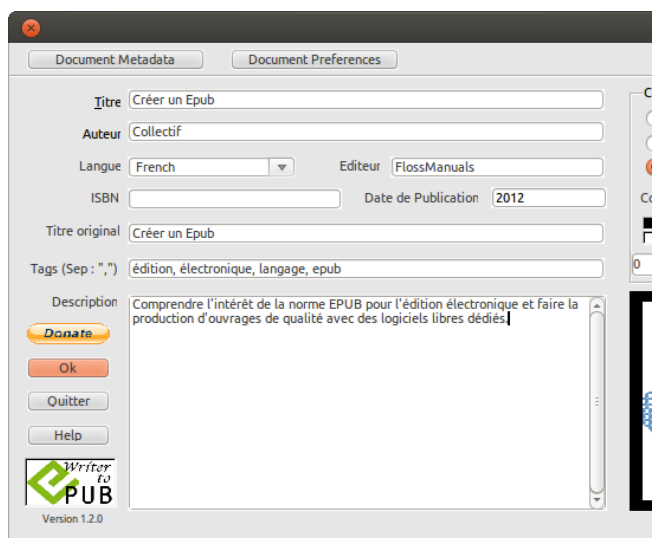 Document Metadata Document Preferences
C
Titre Créer un Epub
Auteur Collectif
Langue French Editeur FlossManuals
ISBN Date de Publication 2012
Co
Titre original Créer un Epub
Tags (Sep : ",") édition, électronique, langage, epub
0
Description Comprendre l'intérêt de la norme EPUB pour l'édition électronique et faire la
production d'ouvrages de qualité avec des logiciels libres dédiés.
Donate
Ok
Quitter
Help
Writer
to
ePUB
Version 1.2.0